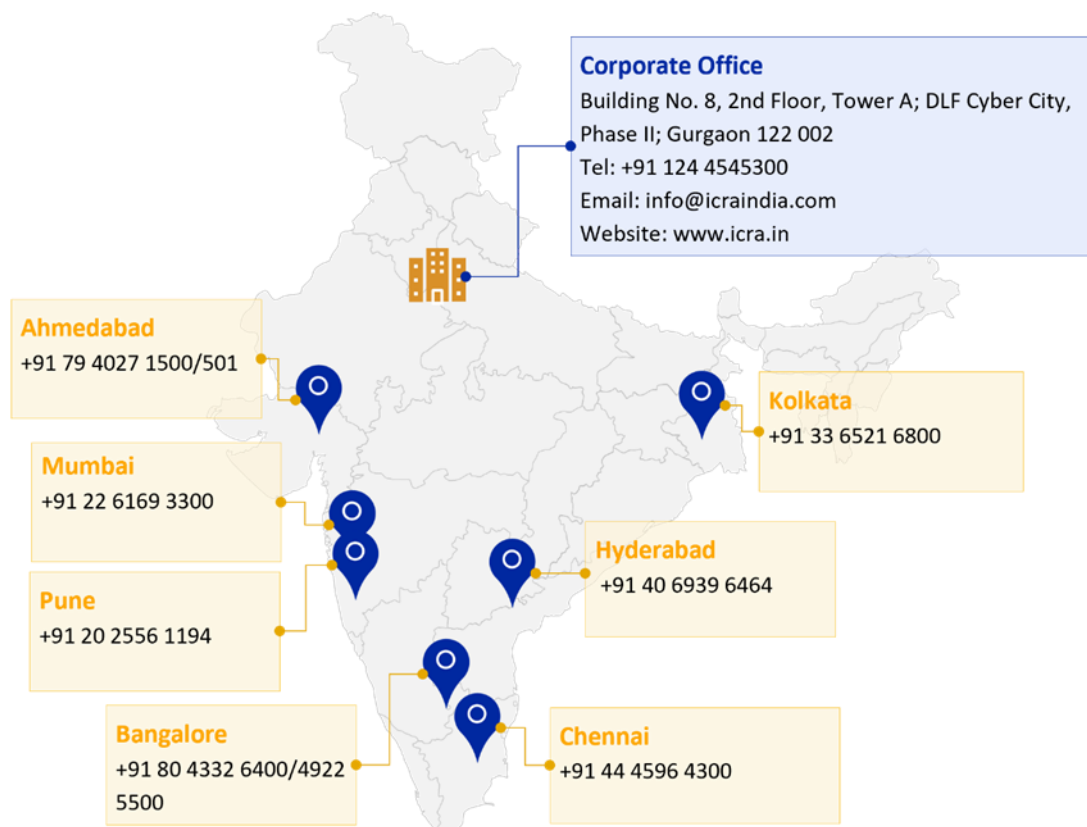 Corporate Office
Building No. 8, 2nd Floor, Tower A; DLF Cyber City,
Phase II; Gurgaon 122 002
Tel: +91 124 4545300
Email: info@icraindia.com
Website: www.icra.in
Ahmedabad
+91 79 4027 1500/501
Kolkata
+91 33 6521 6800
Mumbai
+91 22 6169 3300
Hyderabad
+91 40 6939 6464
Pune
+91 20 2556 1194
Bangalore
+91 80 4332 6400/4922
5500
Chennai
+91 44 4596 4300